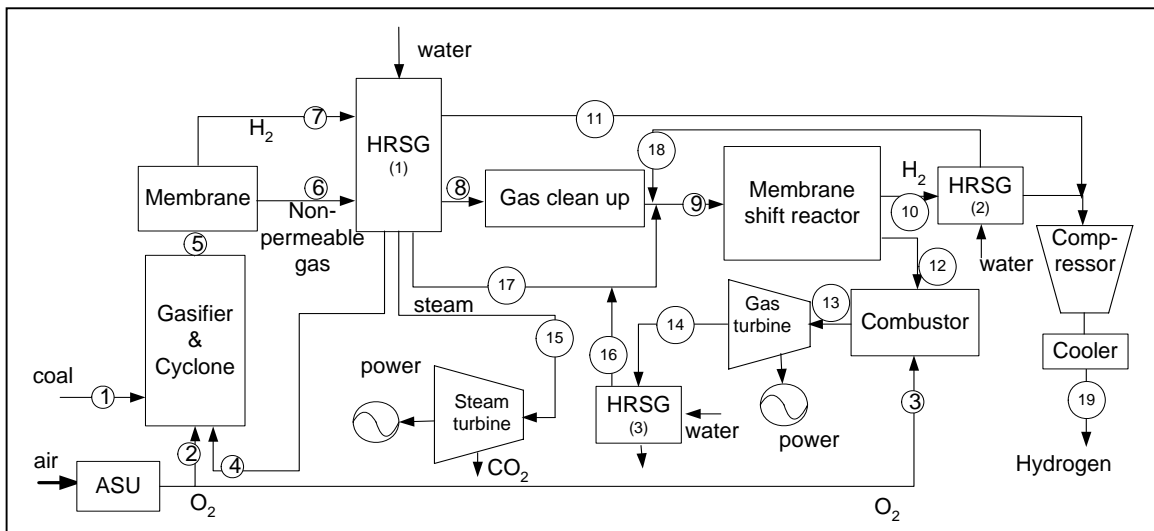 water
7
H2
HRSG
(1)
11
18
Membrane
6
Non-
permeable
gas
8
Gas clean up
9
Membrane
shift reactor
H2
10
HRSG
(2)
water
Comp-
ressor
5
Gasifier
&
Cyclone
17
steam
15
12
13
Combustor
Gas
turbine
14
16
Cooler
coal
1
power
Steam
turbine
HRSG
(3)
water
power
3
19
2
4
air
ASU
O2
CO2
O2
Hydrogen